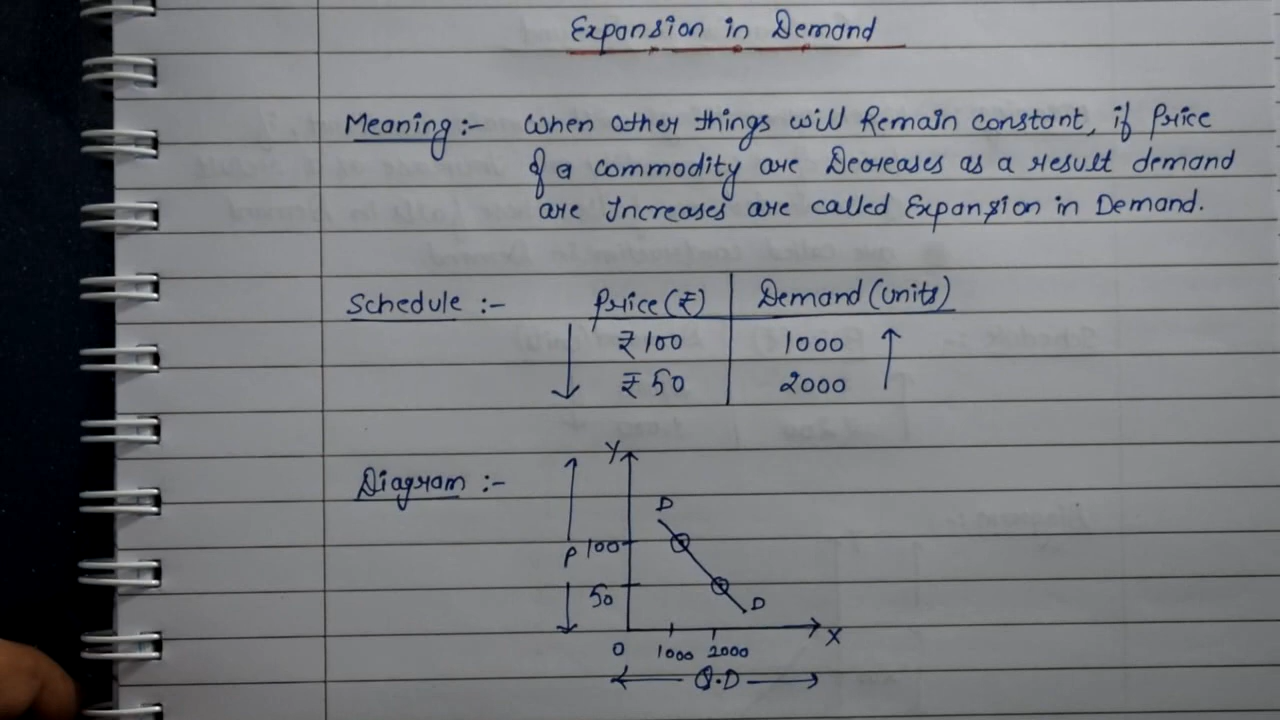 Expansion in Demand
Meaning :- When other things will Remain constant, if Price
of a commodity are Decreases as a result demand
are Increases are called Expansion in Demand.
Schedule :- Price (₹) Demand (units)
₹ 100 1000
₹ 50 2000
Diagram :- Y
D
P 100
50 D
X
O 1000 2000
Q.D